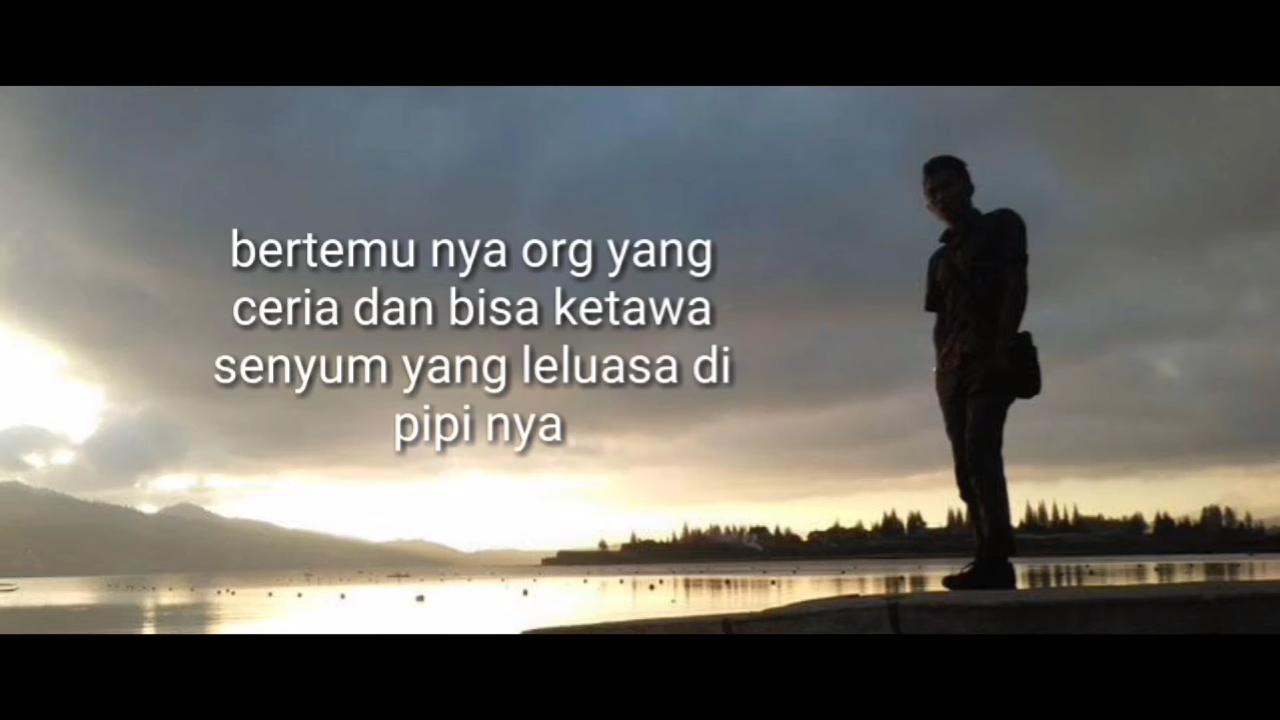 bertemu nya org yang
ceria dan bisa ketawa
senyum yang leluasa di
pipi nya